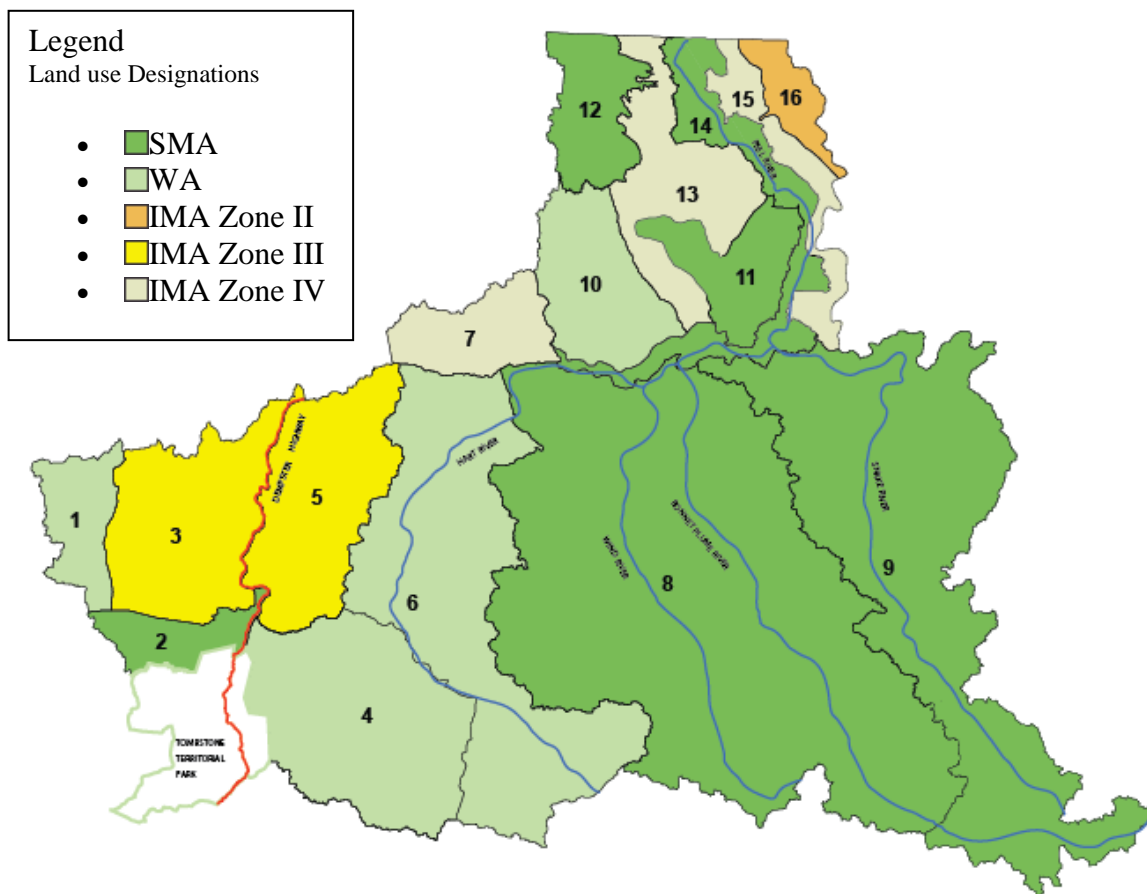 Legend
Land use Designations
SMA
WA
IMA Zone II
IMA Zone III
IMA Zone IV
12
14
15
16
13
10
11
7
DEMPSTER HIGHWAY
HART RIVER
PEEL RIVER
1
3
5
6
2
4
8
9
WIND RIVER
BONNET PLUME RIVER
SNAKE RIVER
TOMBSTONE
TERRITORIAL
PARK